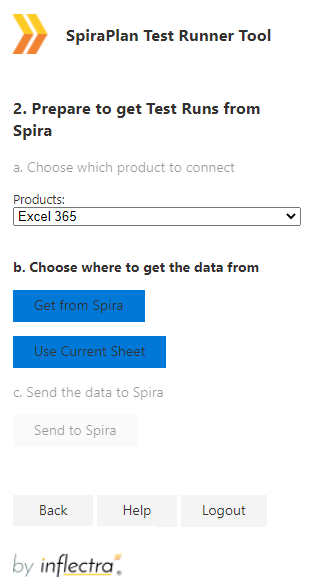 SpiraPlan Test Runner Tool
2. Prepare to get Test Runs from
Spira
a. Choose which product to connect
Products:
Excel 365
b. Choose where to get the data from
Get from Spira
Use Current Sheet
c. Send the data to Spira
Send to Spira
Back Help Logout
by inflectra.